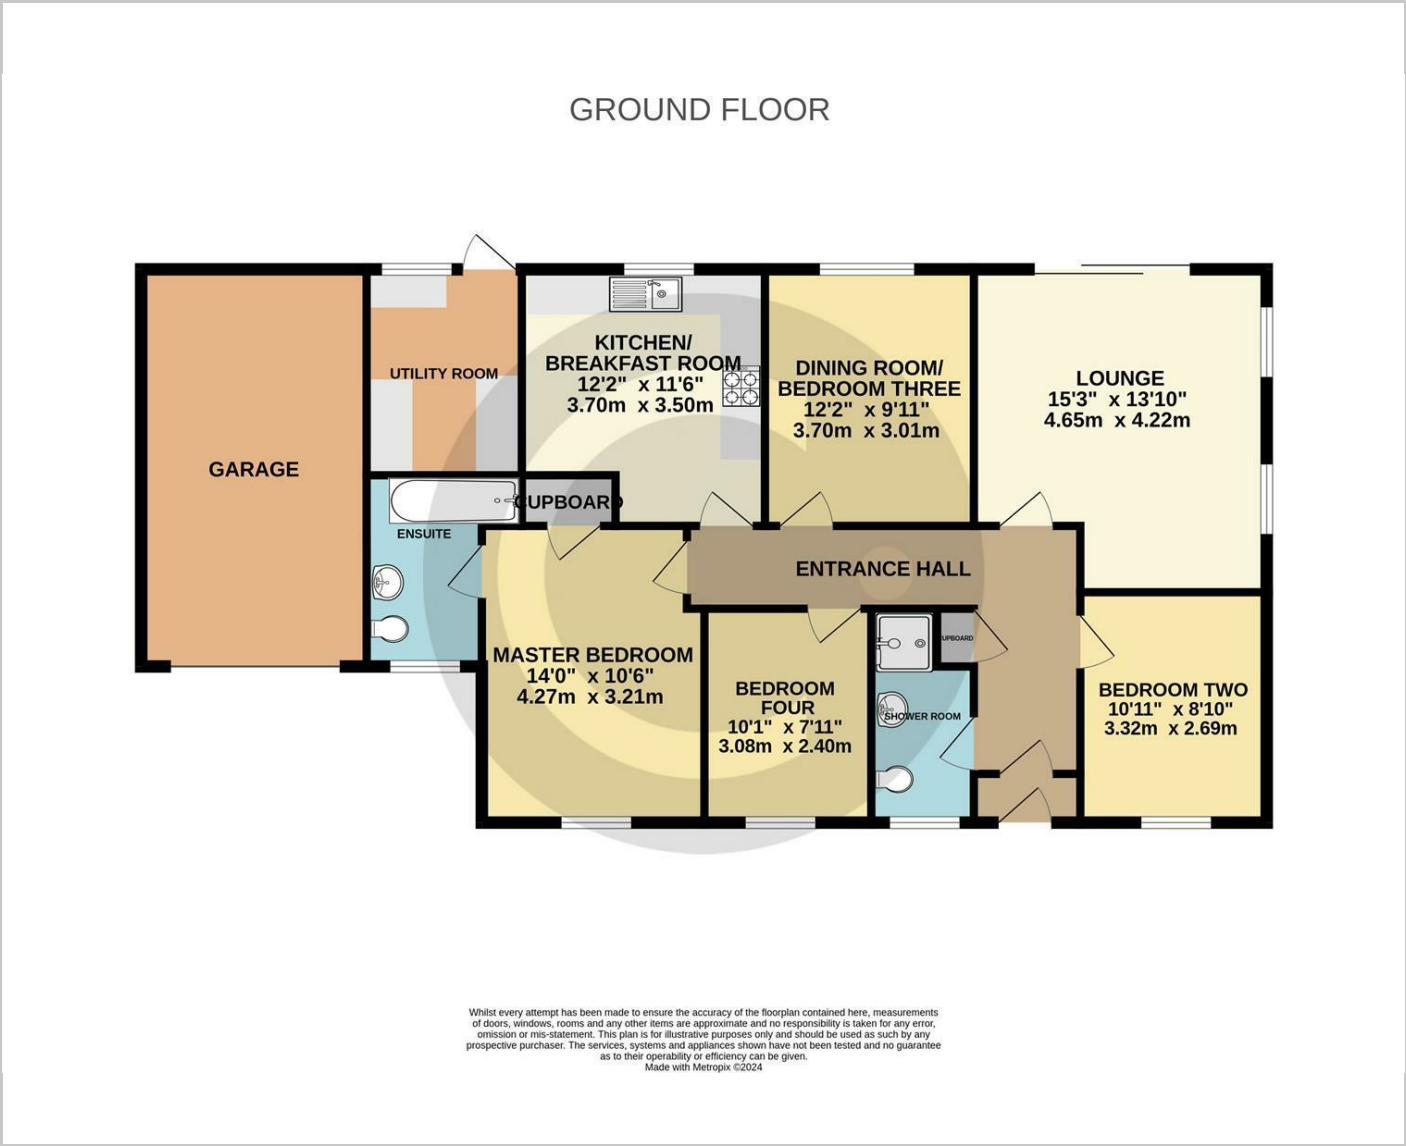 GROUND FLOOR
GARAGE
UTILITY ROOM
KITCHEN/
BREAKFAST ROOM
12'2" x 11'6"
3.70m x 3.50m
DINING ROOM/
BEDROOM THREE
12'2" x 9'11"
3.70m x 3.01m
LOUNGE
15'3" x 13'10"
4.65m x 4.22m
CUPBOARD
ENSUITE
ENTRANCE HALL
MASTER BEDROOM
14'0" x 10'6"
4.27m x 3.21m
BEDROOM
FOUR
10'1" x 7'11"
3.08m x 2.40m
CUPBOARD
SHOWER ROOM
BEDROOM TWO
10'11" x 8'10"
3.32m x 2.69m
Whilst every attempt has been made to ensure the accuracy of the floorplan contained here, measurements
of doors, windows, rooms and any other items are approximate and no responsibility is taken for any error,
omission or mis-statement. This plan is for illustrative purposes only and should be used as such by any
prospective purchaser. The services, systems and appliances shown have not been tested and no guarantee
as to their operability or efficiency can be given.
Made with Metropix ©2024